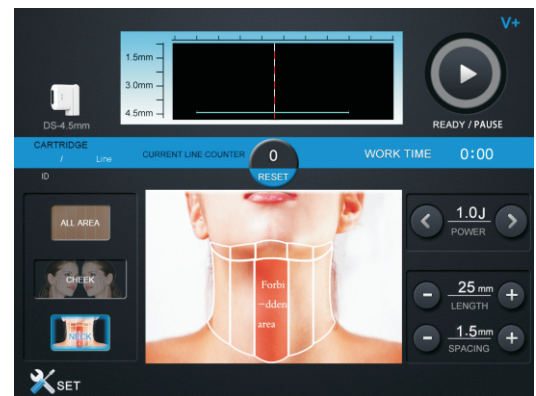 V+
1.5mm
3.0mm
4.5mm
DS-4.5mm
READY / PAUSE
CARTRIDGE
/ Line
CURRENT LINE COUNTER
0
RESET
WORK TIME 0:00
ID
ALL AREA
CHEEK
NECK
Forbi
-dden
area
1.0J
POWER
25 mm
LENGTH
1.5mm
SPACING
SET